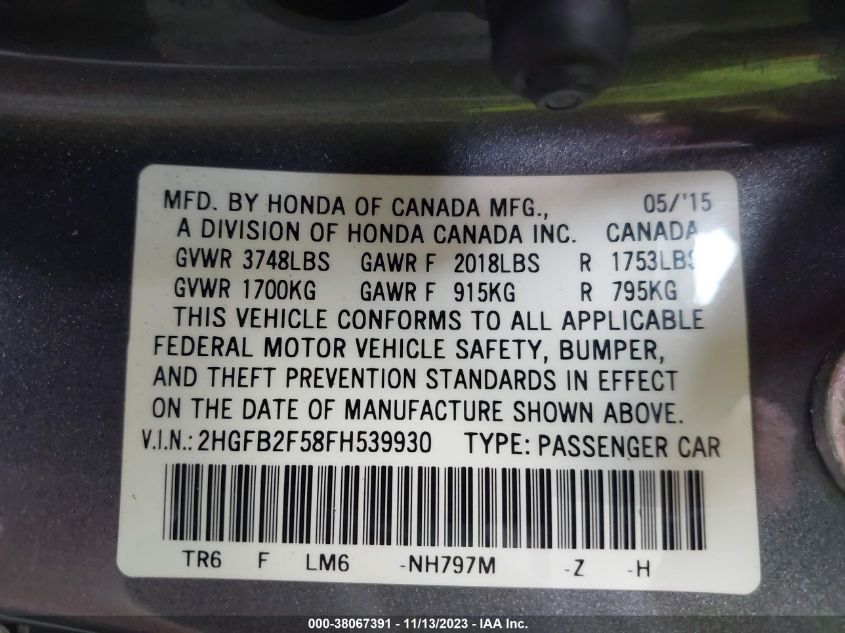 MFD. BY HONDA OF CANADA MFG., 05/'15
A DIVISION OF HONDA CANADA INC. CANADA
GVWR 3748LBS GAWR F 2018LBS R 1753LBS
GVWR 1700KG GAWR F 915KG R 795KG
THIS VEHICLE CONFORMS TO ALL APPLICABLE
FEDERAL MOTOR VEHICLE SAFETY, BUMPER,
AND THEFT PREVENTION STANDARDS IN EFFECT
ON THE DATE OF MANUFACTURE SHOWN ABOVE.
V.I.N.: 2HGFB2F58FH539930 TYPE: PASSENGER CAR
TR6 F LM6 -NH797M -Z -H
000-38067391 - 11/13/2023 - IAA Inc.